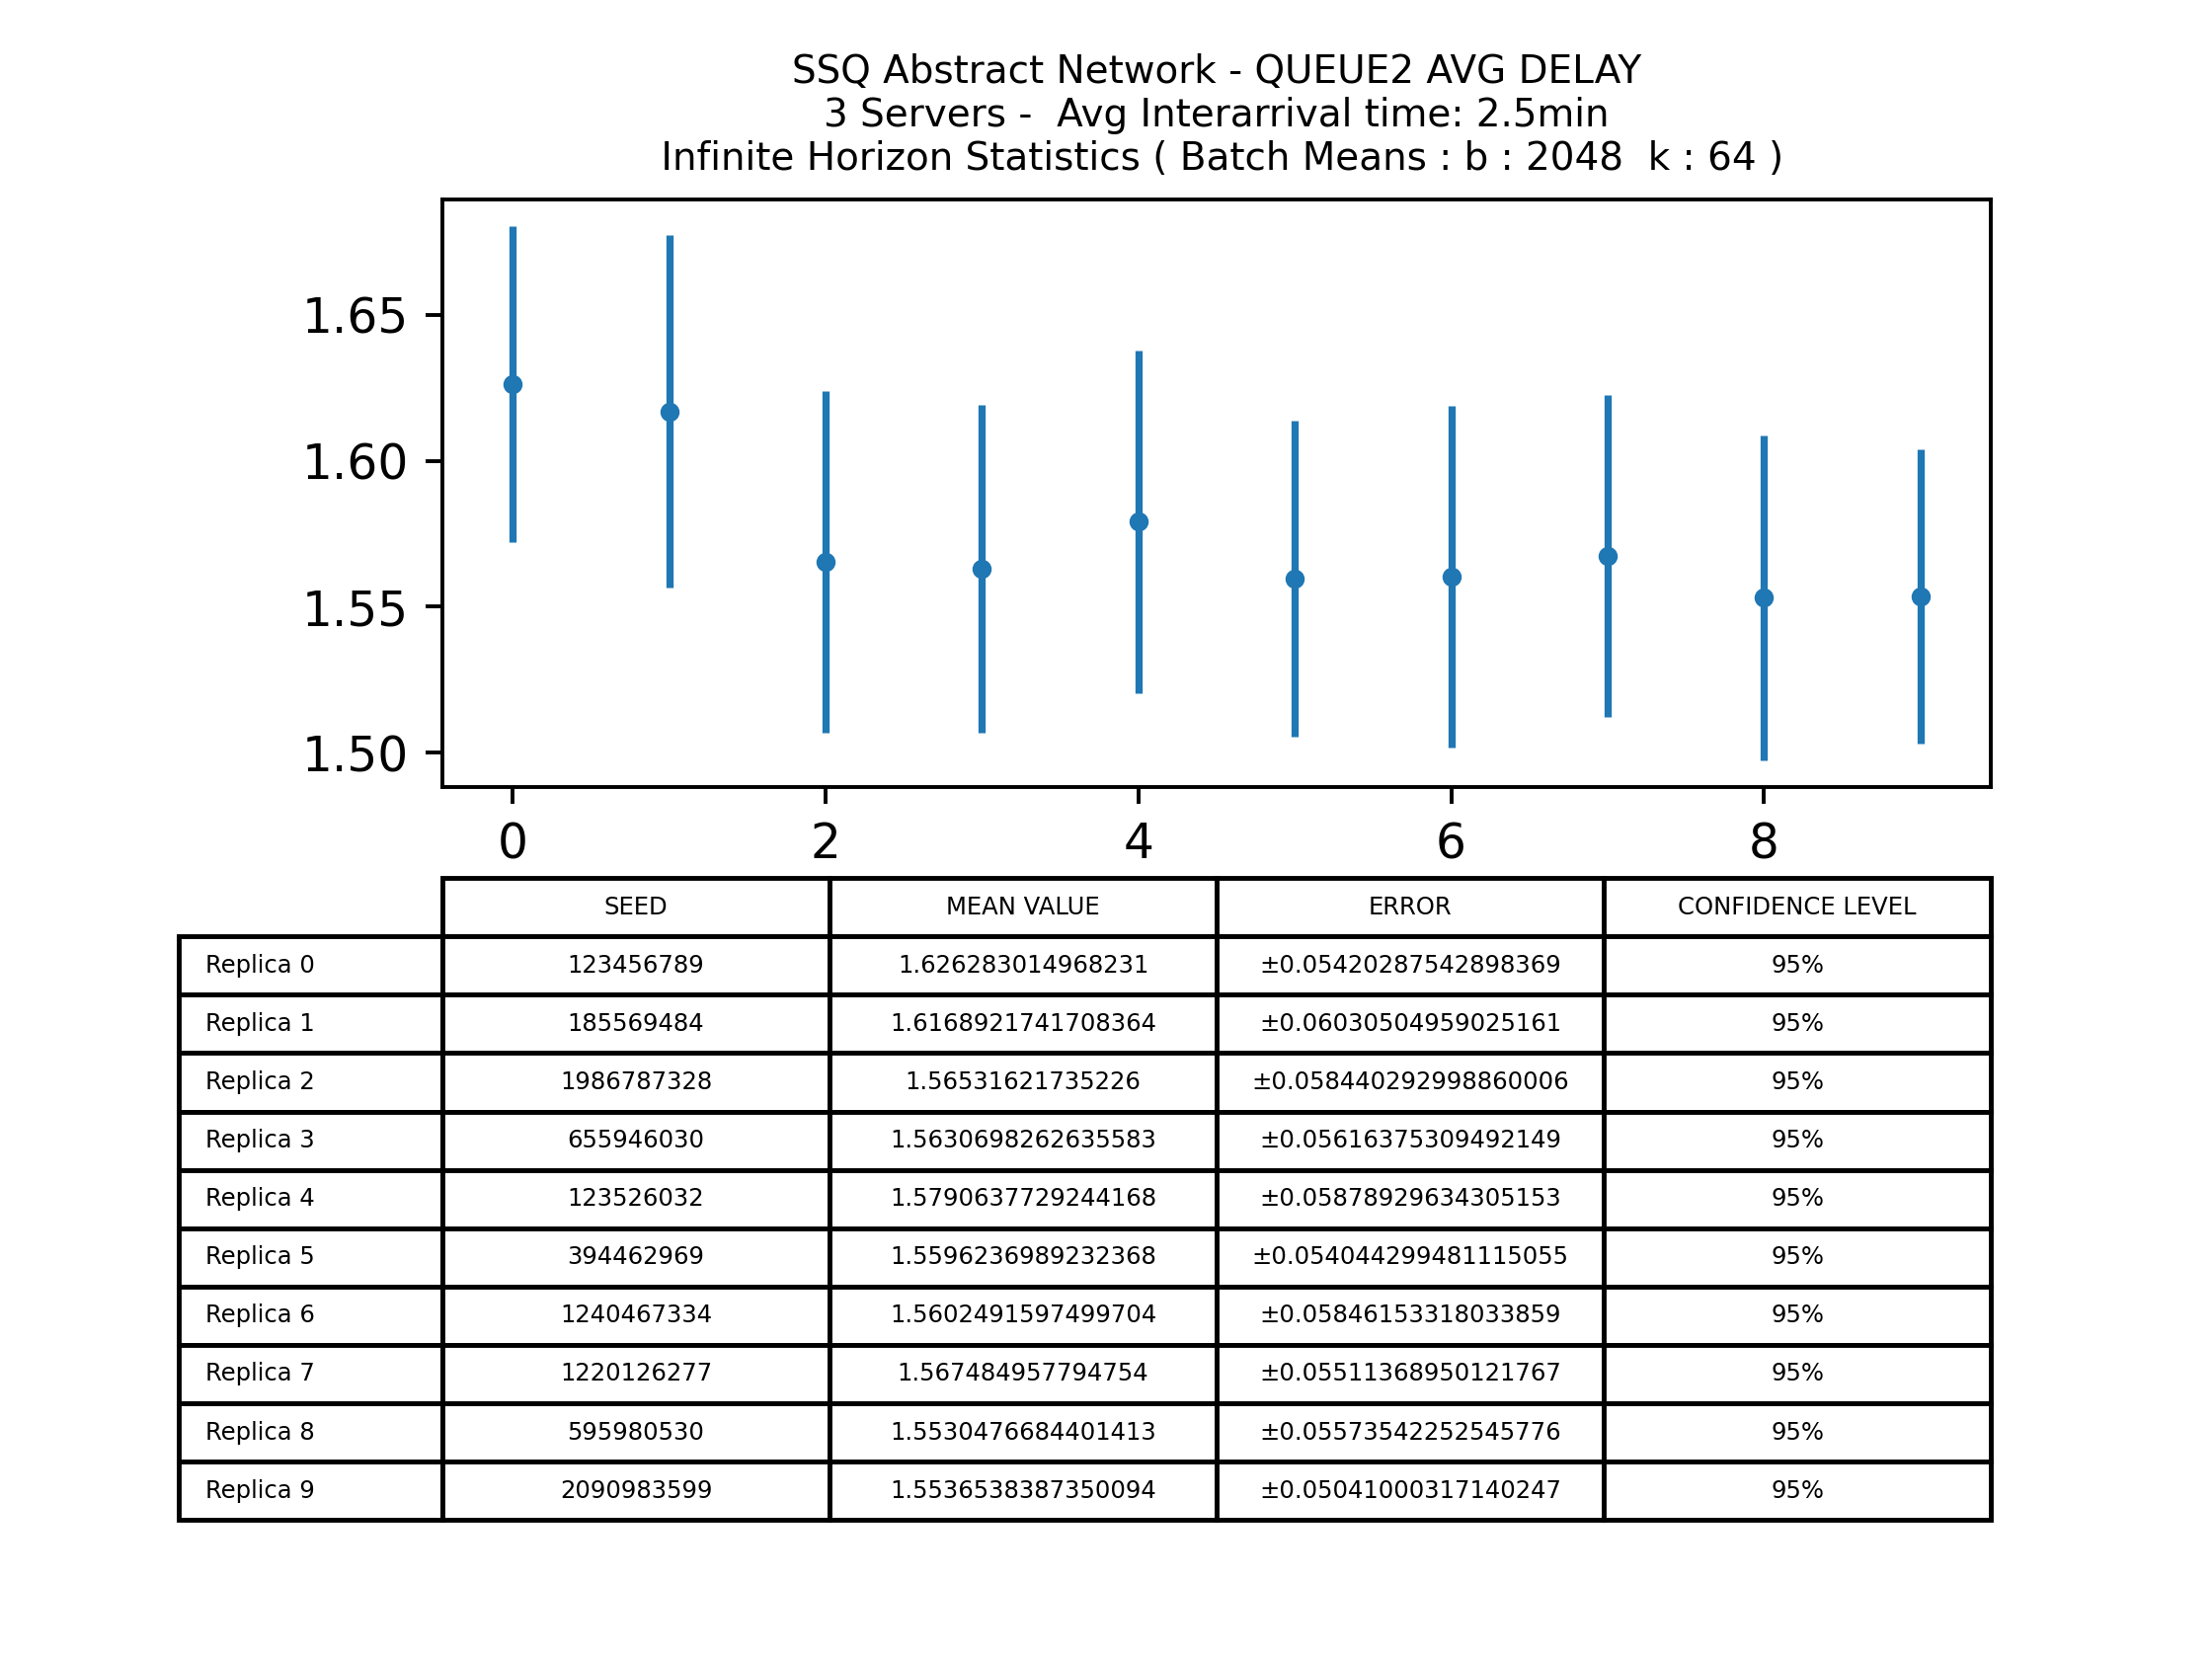 SSQ Abstract Network - QUEUE2 AVG DELAY
3 Servers -  Avg Interarrival time: 2.5min
Infinite Horizon Statistics ( Batch Means : b : 2048  k : 64 )
1.65
1.60
1.55
1.50
0 2 4 6 8
SEED MEAN VALUE ERROR CONFIDENCE LEVEL
Replica 0 123456789 1.626283014968231 ±0.05420287542898369 95%
Replica 1 185569484 1.6168921741708364 ±0.06030504959025161 95%
Replica 2 1986787328 1.56531621735226 ±0.058440292998860006 95%
Replica 3 655946030 1.5630698262635583 ±0.05616375309492149 95%
Replica 4 123526032 1.5790637729244168 ±0.05878929634305153 95%
Replica 5 394462969 1.5596236989232368 ±0.054044299481115055 95%
Replica 6 1240467334 1.5602491597499704 ±0.05846153318033859 95%
Replica 7 1220126277 1.567484957794754 ±0.05511368950121767 95%
Replica 8 595980530 1.5530476684401413 ±0.05573542252545776 95%
Replica 9 2090983599 1.5536538387350094 ±0.05041000317140247 95%